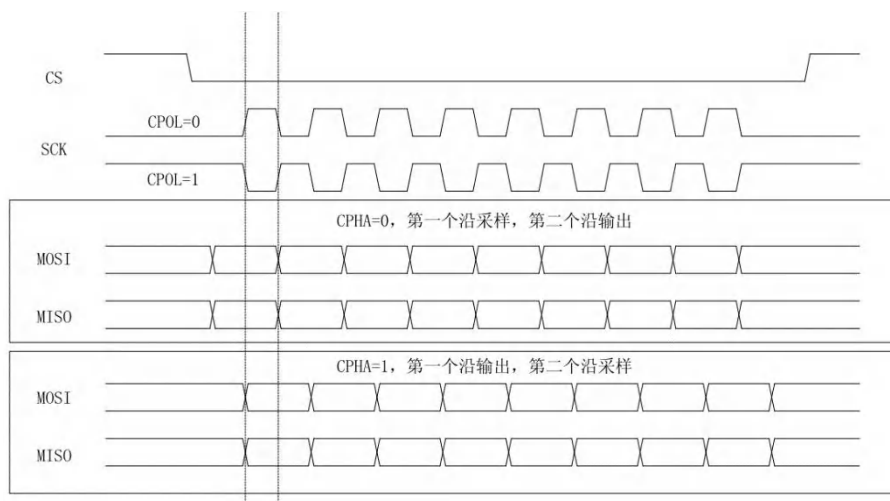 CS
CPOL=0
SCK
CPOL=1
CPHA=0，第一个沿采样，第二个沿输出
MOSI
MISO
CPHA=1，第一个沿输出，第二个沿采样
MOSI
MISO